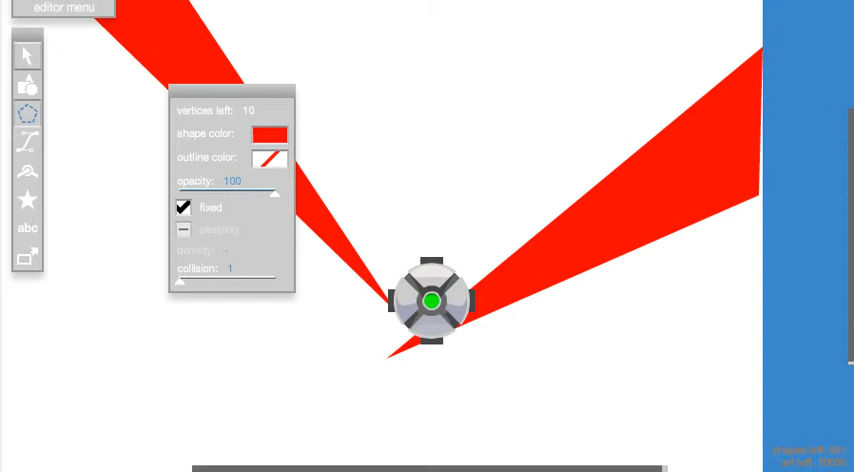 editor menu
vertices left: 10
shape color:
outline color:
opacity: 100
fixed
sleeping
density: -
collision: 1
abc